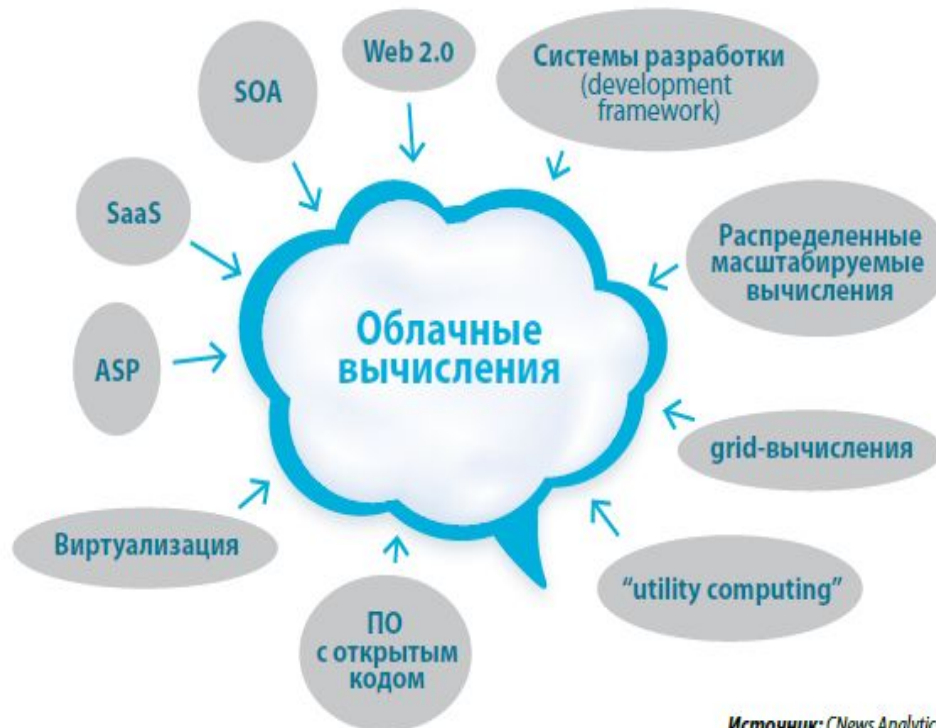 Web 2.0
Системы разработки
(development
framework)
SOA
SaaS
Распределенные
масштабируемые
вычисления
Облачные
вычисления
ASP
grid-вычисления
Виртуализация
“utility computing”
ПО
с открытым
кодом
Источник: CNews Analytic